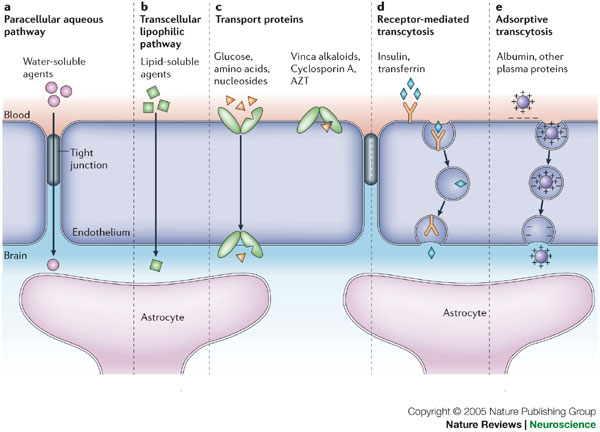 a
Paracellular aqueous
pathway
b
Transcellular
lipophilic
pathway
c
Transport proteins
d
Receptor-mediated
transcytosis
e
Adsorptive
transcytosis
Water-soluble
agents
Lipid-soluble
agents
Glucose,
amino acids,
nucleosides
Vinca alkaloids,
Cyclosporin A,
AZT
Insulin,
transferrin
Albumin, other
plasma proteins
Blood
Tight
junction
Endothelium
Brain
Astrocyte
Astrocyte
Copyright © 2005 Nature Publishing Group
Nature Reviews | Neuroscience